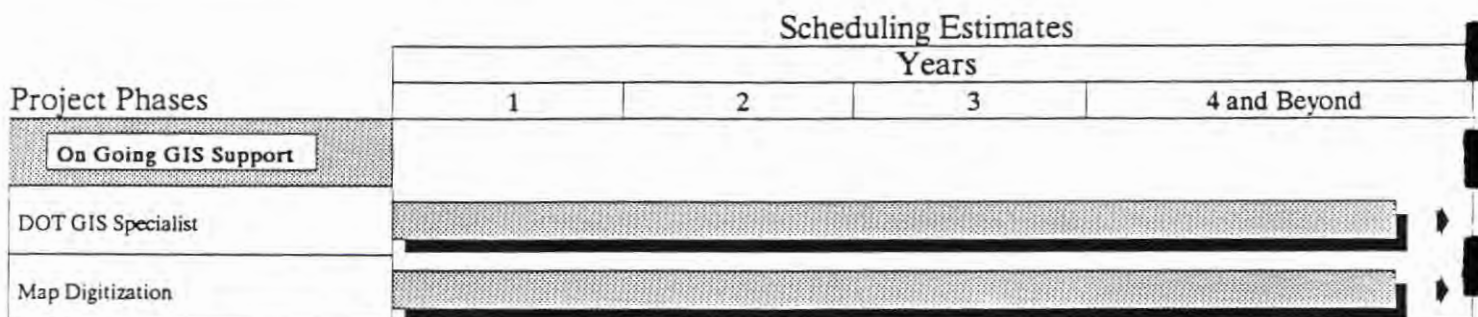 Scheduling Estimates
Years
Project Phases 1 2 3 4 and Beyond
On Going GIS Support
DOT GIS Specialist
Map Digitization